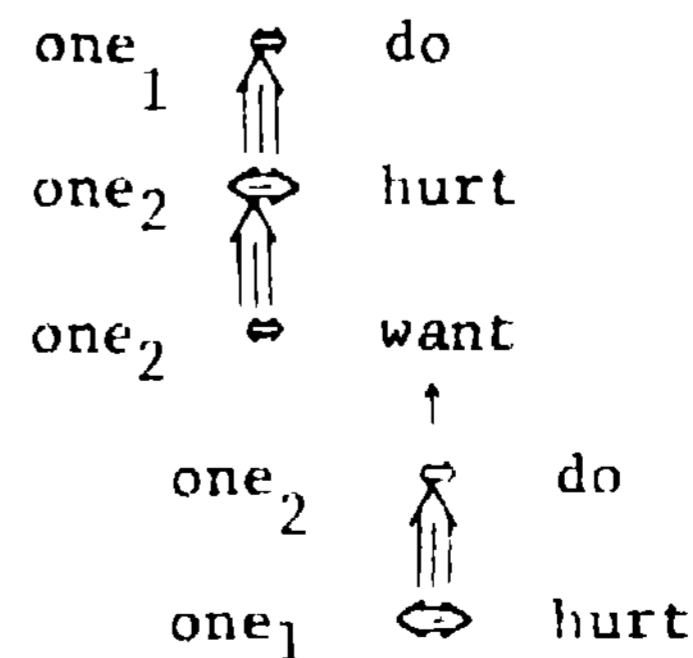 one₁ ⇔ do
one₂ ⇔ hurt
one₂ ⇔ want
one₂ ⇔ do
one₁ ⇔ hurt